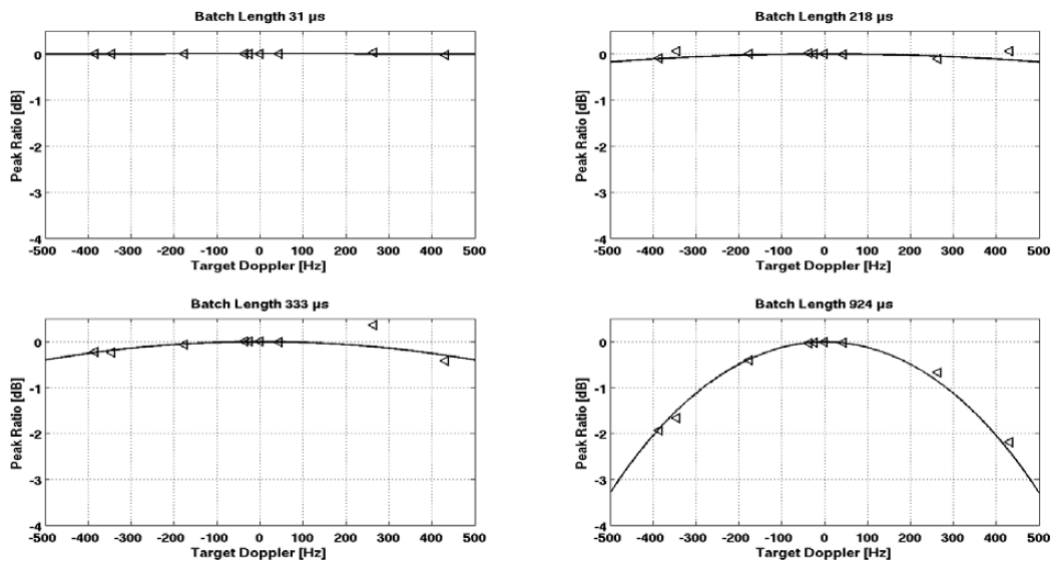 Batch Length 31 µs
0
-1
-2
-3
-4
Peak Ratio [dB]
-500 -400 -300 -200 -100 0 100 200 300 400 500
Target Doppler [Hz]
Batch Length 218 µs
0
-1
-2
-3
-4
Peak Ratio [dB]
-500 -400 -300 -200 -100 0 100 200 300 400 500
Target Doppler [Hz]
Batch Length 333 µs
0
-1
-2
-3
-4
Peak Ratio [dB]
-500 -400 -300 -200 -100 0 100 200 300 400 500
Target Doppler [Hz]
Batch Length 924 µs
0
-1
-2
-3
-4
Peak Ratio [dB]
-500 -400 -300 -200 -100 0 100 200 300 400 500
Target Doppler [Hz]